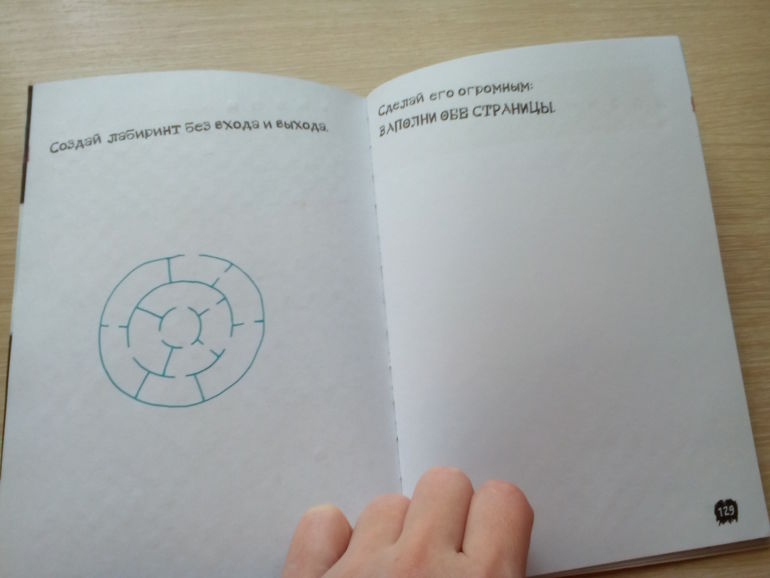 Создай лабиринт без входа и выхода.
Сделай его огромным:
ЗАПОЛНИ ОБЕ СТРАНИЦЫ.
129